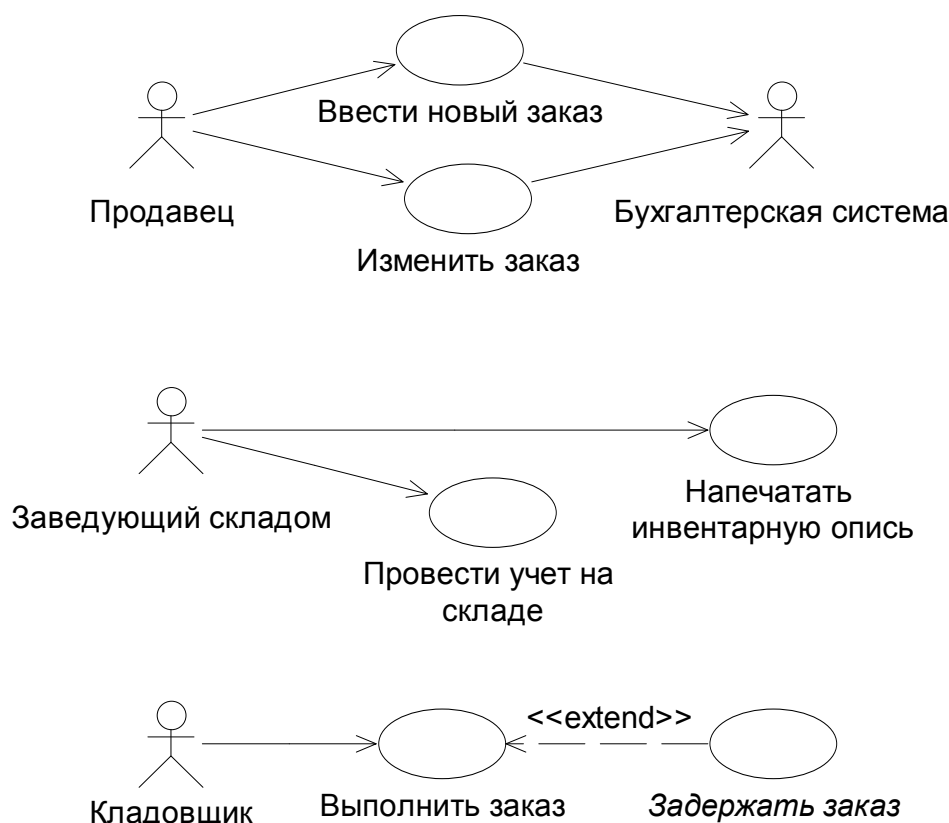 Ввести новый заказ
Продавец
Бухгалтерская система
Изменить заказ
Заведующий складом
Напечатать
инвентарную опись
Провести учет на
складе
<<extend>>
Кладовщик
Выполнить заказ
Задержать заказ